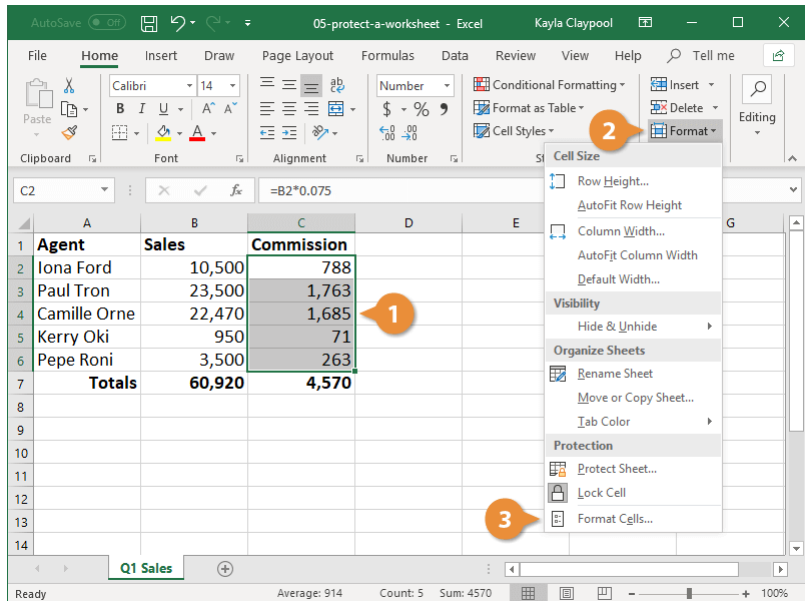 AutoSave Off 05-protect-a-worksheet - Excel Kayla Claypool
File Home Insert Draw Page Layout Formulas Data Review View Help Tell me
Paste
Clipboard
Calibri 14
B I U A A
A
Font
ab
Alignment
Number
$ % 9
.00 .00
Number
Conditional Formatting
Format as Table
Cell Styles
Insert
Delete
2 Format
Editing
C2 fx =B2*0.075
A B C D E G
1 Agent Sales Commission
2 Iona Ford 10,500 788
3 Paul Tron 23,500 1,763
4 Camille Orne 22,470 1,685 1
5 Kerry Oki 950 71
6 Pepe Roni 3,500 263
7 Totals 60,920 4,570
8
9
10
11
12
13
14
Cell Size
Row Height...
AutoFit Row Height
Column Width...
AutoFit Column Width
Default Width...
Visibility
Hide & Unhide
Organize Sheets
Rename Sheet
Move or Copy Sheet...
Tab Color
Protection
Protect Sheet...
Lock Cell
3 Format Cells...
Q1 Sales
Ready Average: 914 Count: 5 Sum: 4570 100%